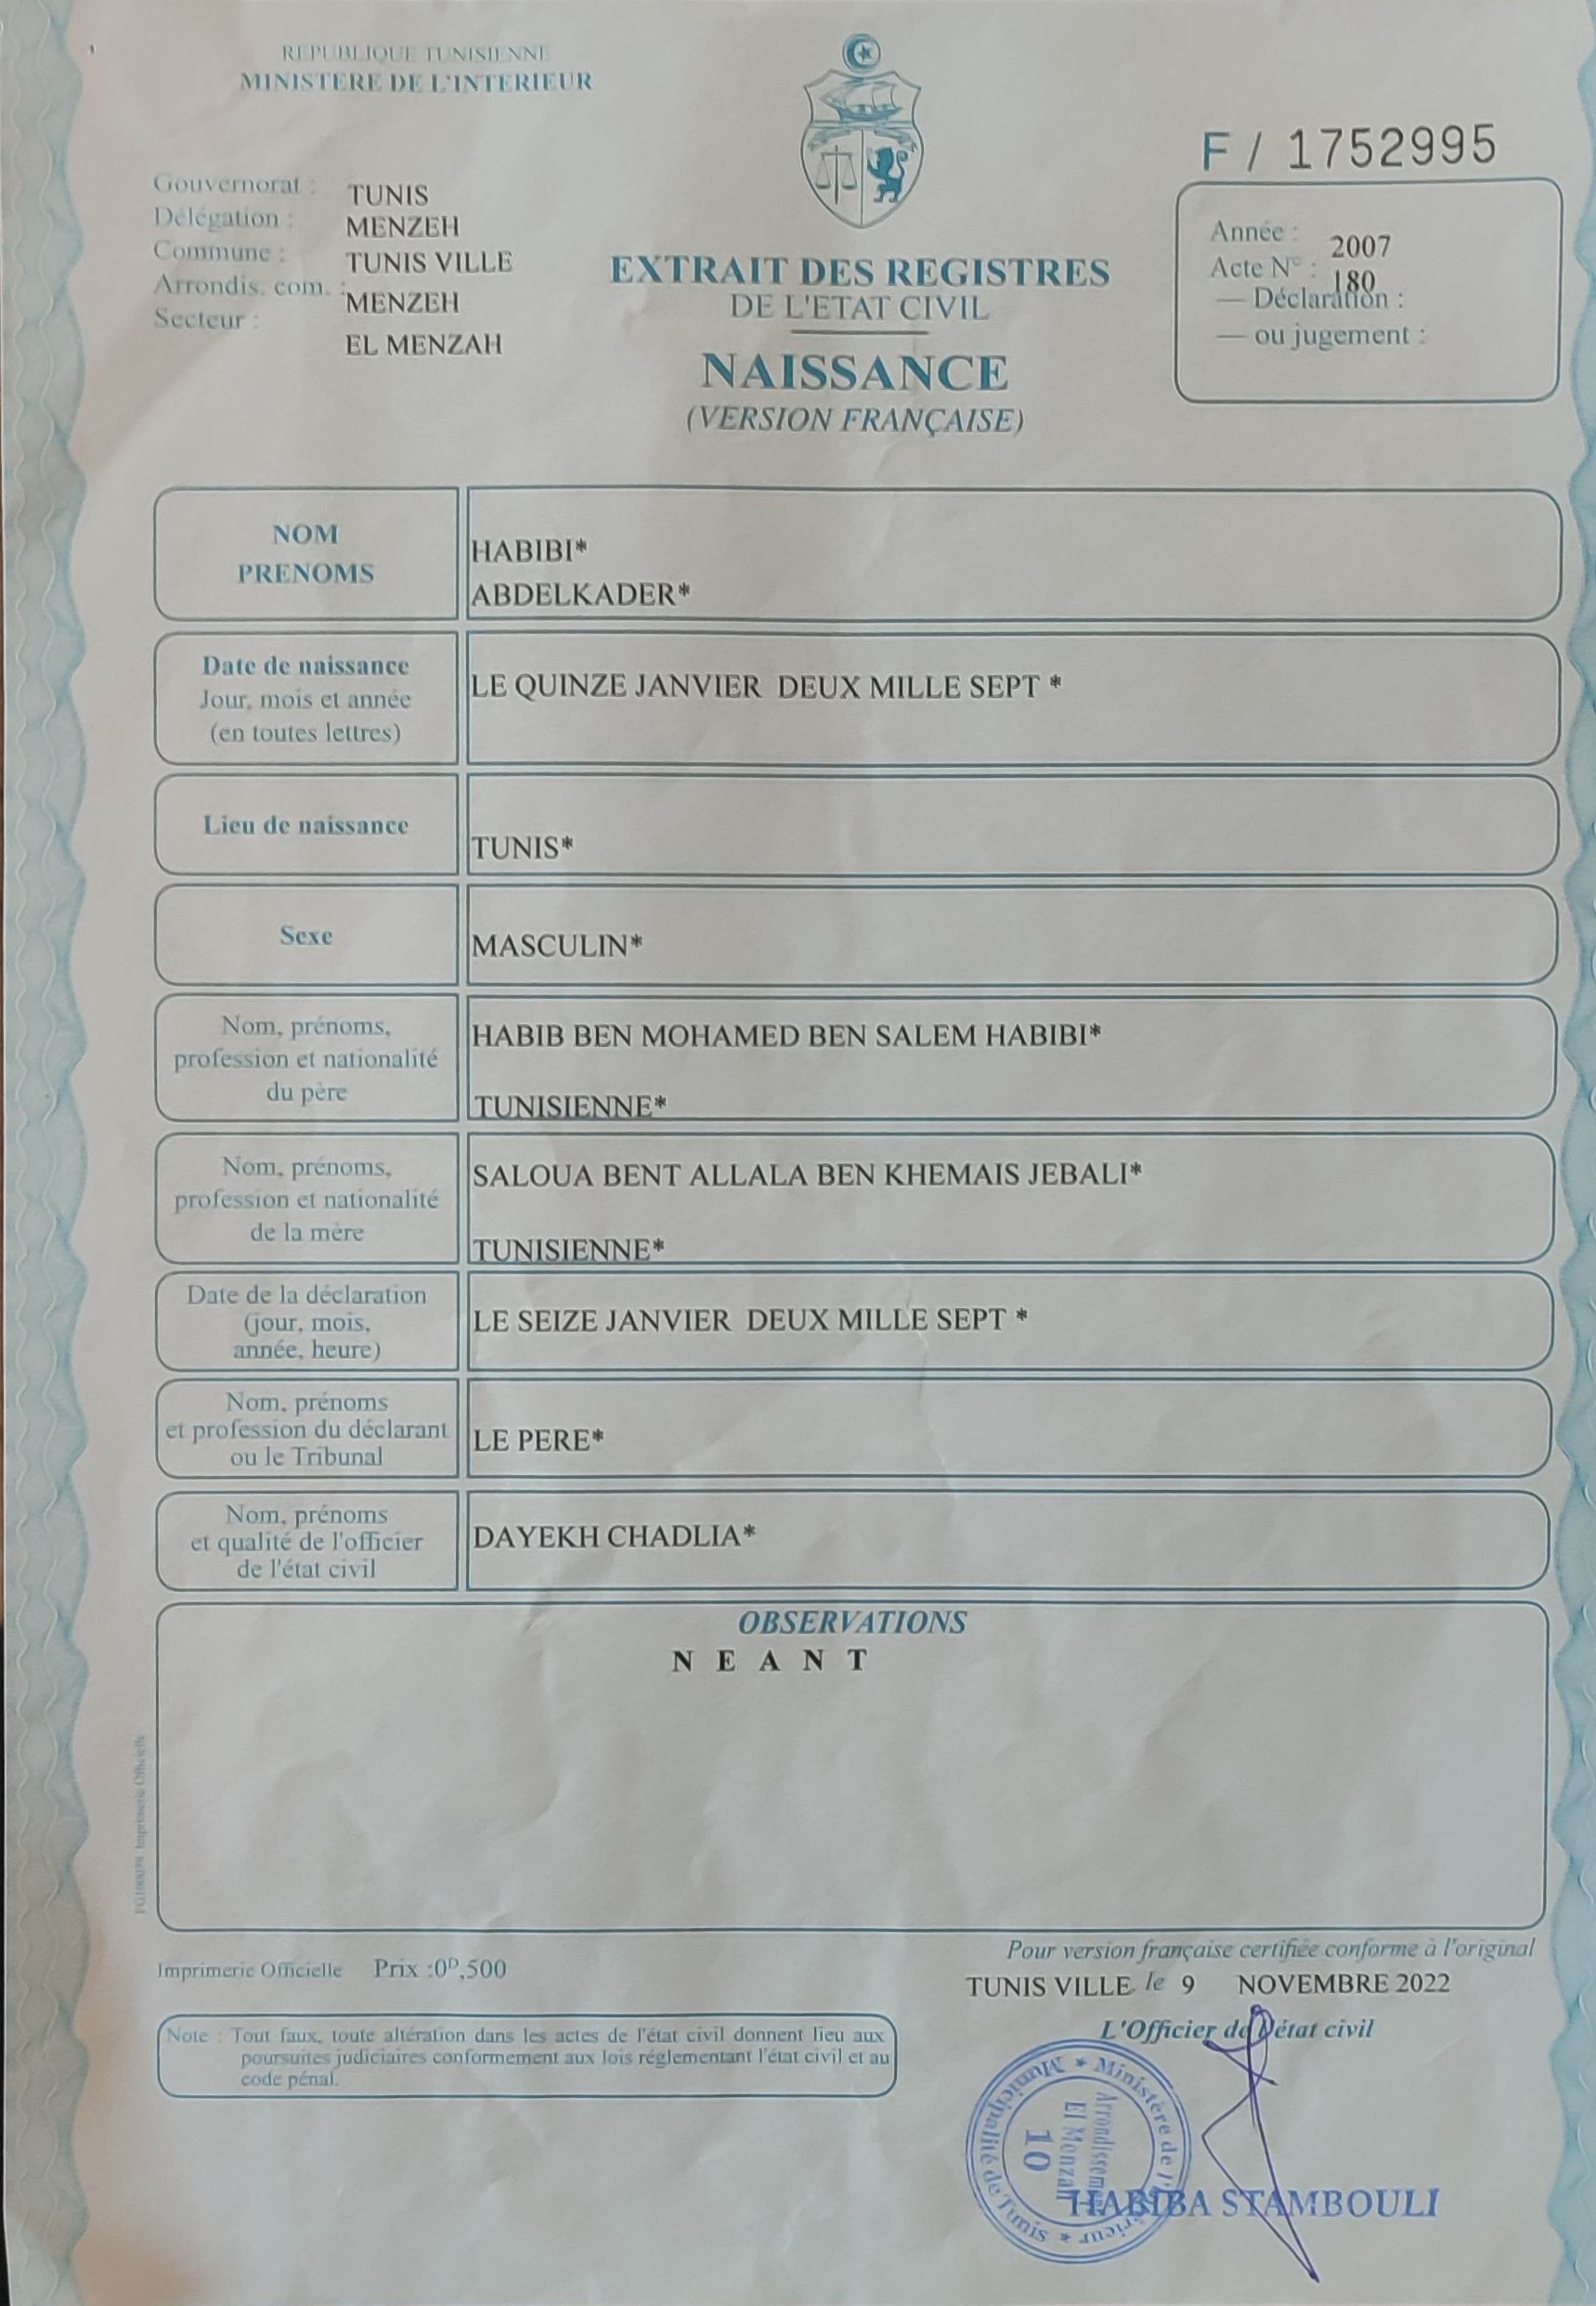 REPUBLIQUE TUNISIENNE
MINISTERE DE L'INTERIEUR
F / 1752995
Gouvernorat : TUNIS
Délégation : MENZEH
Commune : TUNIS VILLE
Arrondis. com. : MENZEH
Secteur : EL MENZAH
EXTRAIT DES REGISTRES
DE L'ETAT CIVIL
NAISSANCE
(VERSION FRANÇAISE)
Année : 2007
Acte N° : 180
— Déclaration :
— ou jugement :
NOM
PRENOMS
HABIBI*
ABDELKADER*
Date de naissance
Jour, mois et année
(en toutes lettres)
LE QUINZE JANVIER DEUX MILLE SEPT *
Lieu de naissance
TUNIS*
Sexe
MASCULIN*
Nom, prénoms,
profession et nationalité
du père
HABIB BEN MOHAMED BEN SALEM HABIBI*
TUNISIENNE*
Nom, prénoms,
profession et nationalité
de la mère
SALOUA BENT ALLALA BEN KHEMAIS JEBALI*
TUNISIENNE*
Date de la déclaration
(jour, mois,
année, heure)
LE SEIZE JANVIER DEUX MILLE SEPT *
Nom, prénoms
et profession du déclarant
ou le Tribunal
LE PERE*
Nom, prénoms
et qualité de l'officier
de l'état civil
DAYEKH CHADLIA*
OBSERVATIONS
N E A N T
Imprimerie Officielle
Imprimerie Officielle Prix :0D,500
Pour version française certifiée conforme à l'original
TUNIS VILLE le 9 NOVEMBRE 2022
L'Officier de l'état civil
Note : Tout faux, toute altération dans les actes de l'état civil donnent lieu aux
poursuites judiciaires conformement aux lois réglementant l'état civil et au
code pénal.
* Ministère de l'Intérieur * Municipalité de Tunis
Arrondissement
El Menzah
10
HABIBA STAMBOULI